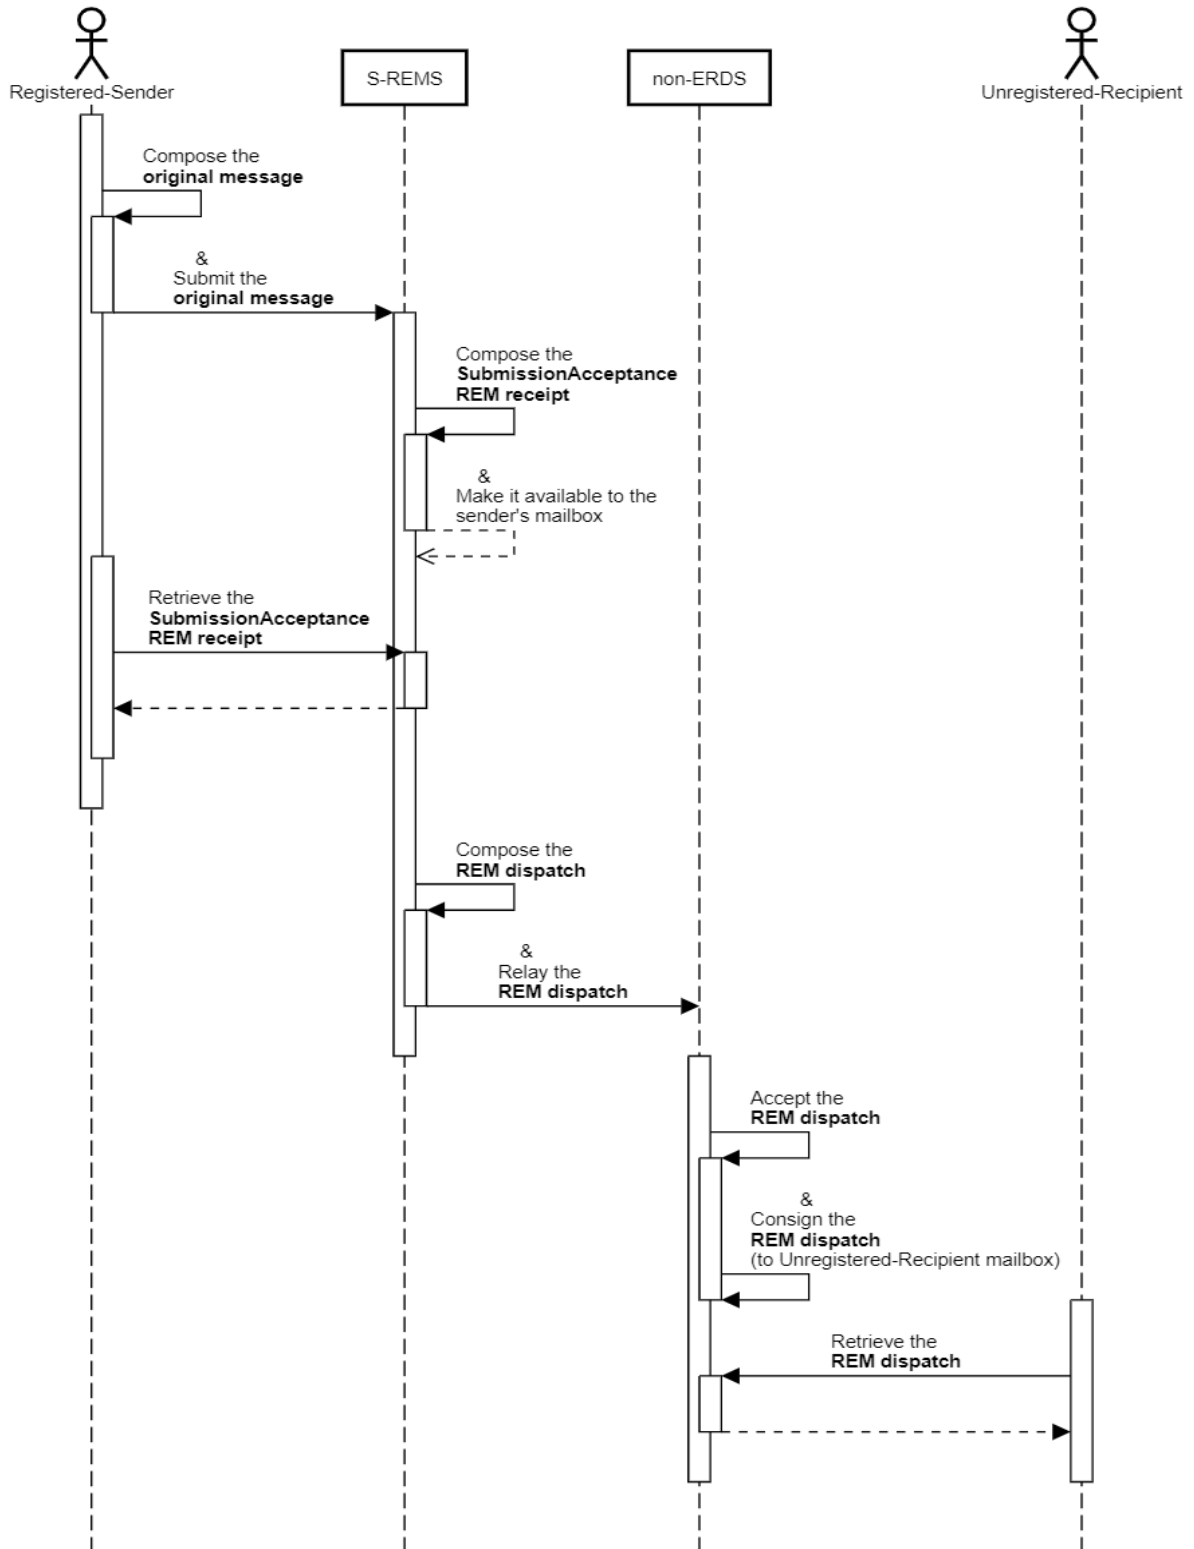 Registered-Sender
S-REMS
non-ERDS
Unregistered-Recipient
Compose the
original message
&
Submit the
original message
Compose the
SubmissionAcceptance
REM receipt
&
Make it available to the
sender's mailbox
Retrieve the
SubmissionAcceptance
REM receipt
Compose the
REM dispatch
&
Relay the
REM dispatch
Accept the
REM dispatch
&
Consign the
REM dispatch
(to Unregistered-Recipient mailbox)
Retrieve the
REM dispatch